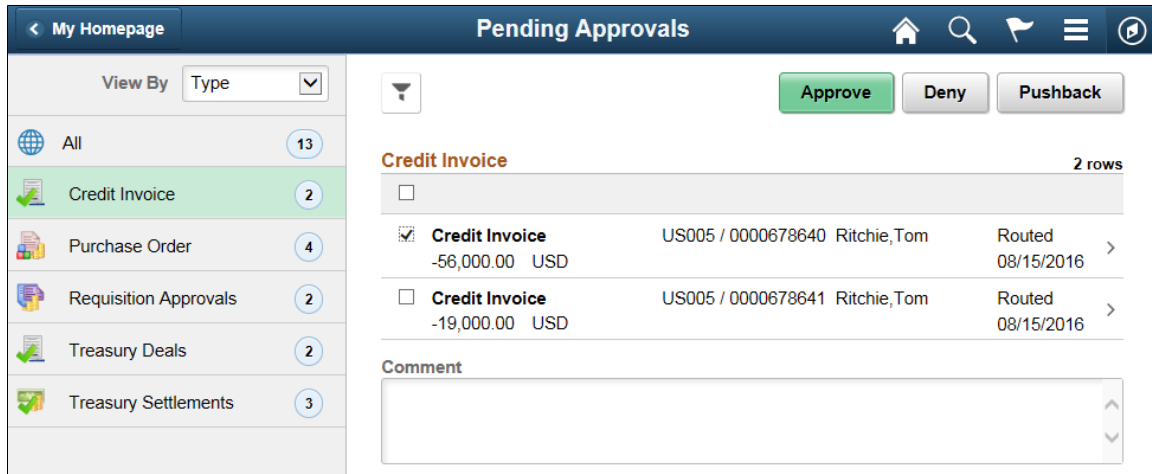 My Homepage
Pending Approvals
View By Type
All 13
Credit Invoice 2
Purchase Order 4
Requisition Approvals 2
Treasury Deals 2
Treasury Settlements 3
Approve Deny Pushback
Credit Invoice 2 rows
Credit Invoice US005 / 0000678640 Ritchie,Tom Routed
-56,000.00 USD 08/15/2016
Credit Invoice US005 / 0000678641 Ritchie,Tom Routed
-19,000.00 USD 08/15/2016
Comment